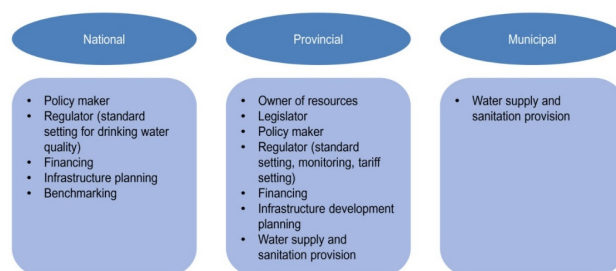 National
Provincial
Municipal
• Policy maker
• Regulator (standard
setting for drinking water
quality)
• Financing
• Infrastructure planning
• Benchmarking
• Owner of resources
• Legislator
• Policy maker
• Regulator (standard
setting, monitoring, tariff
setting)
• Financing
• Infrastructure development
planning
• Water supply and
sanitation provision
• Water supply and
sanitation provision